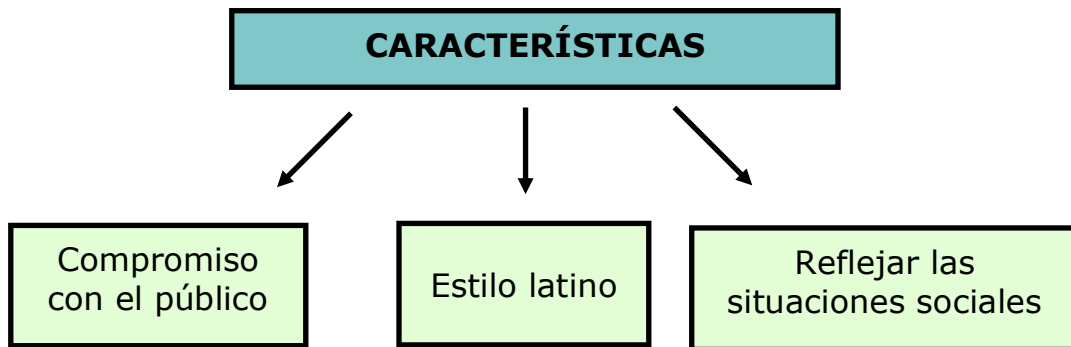 CARACTERÍSTICAS
Compromiso
con el público
Estilo latino
Reflejar las
situaciones sociales